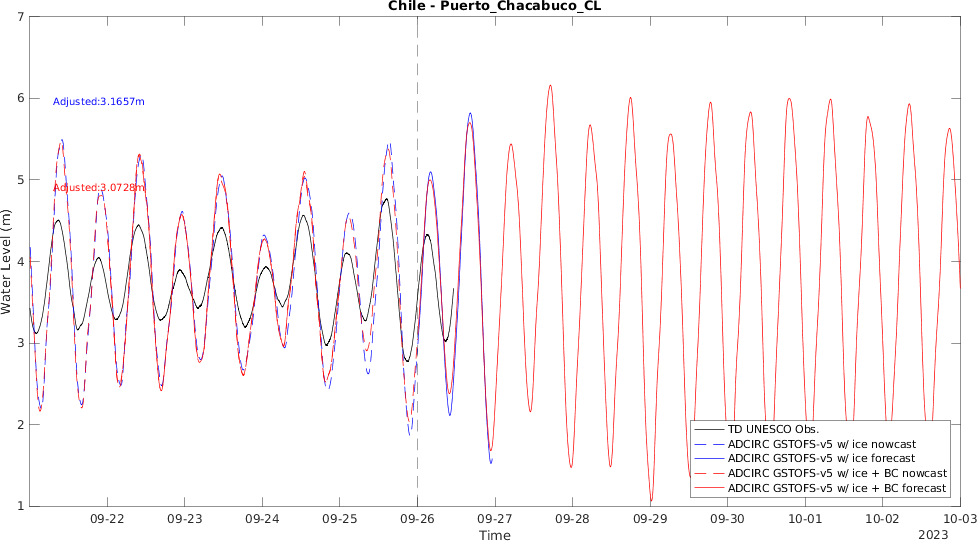 Chile - Puerto_Chacabuco_CL
7
6
5
4
3
2
1
Water Level (m)
Adjusted:3.1657m
Adjusted:3.0728m
TD UNESCO Obs.
ADCIRC GSTOFS-v5 w/ ice nowcast
ADCIRC GSTOFS-v5 w/ ice forecast
ADCIRC GSTOFS-v5 w/ ice + BC nowcast
ADCIRC GSTOFS-v5 w/ ice + BC forecast
09-22 09-23 09-24 09-25 09-26 09-27 09-28 09-29 09-30 10-01 10-02 10-03
Time
2023